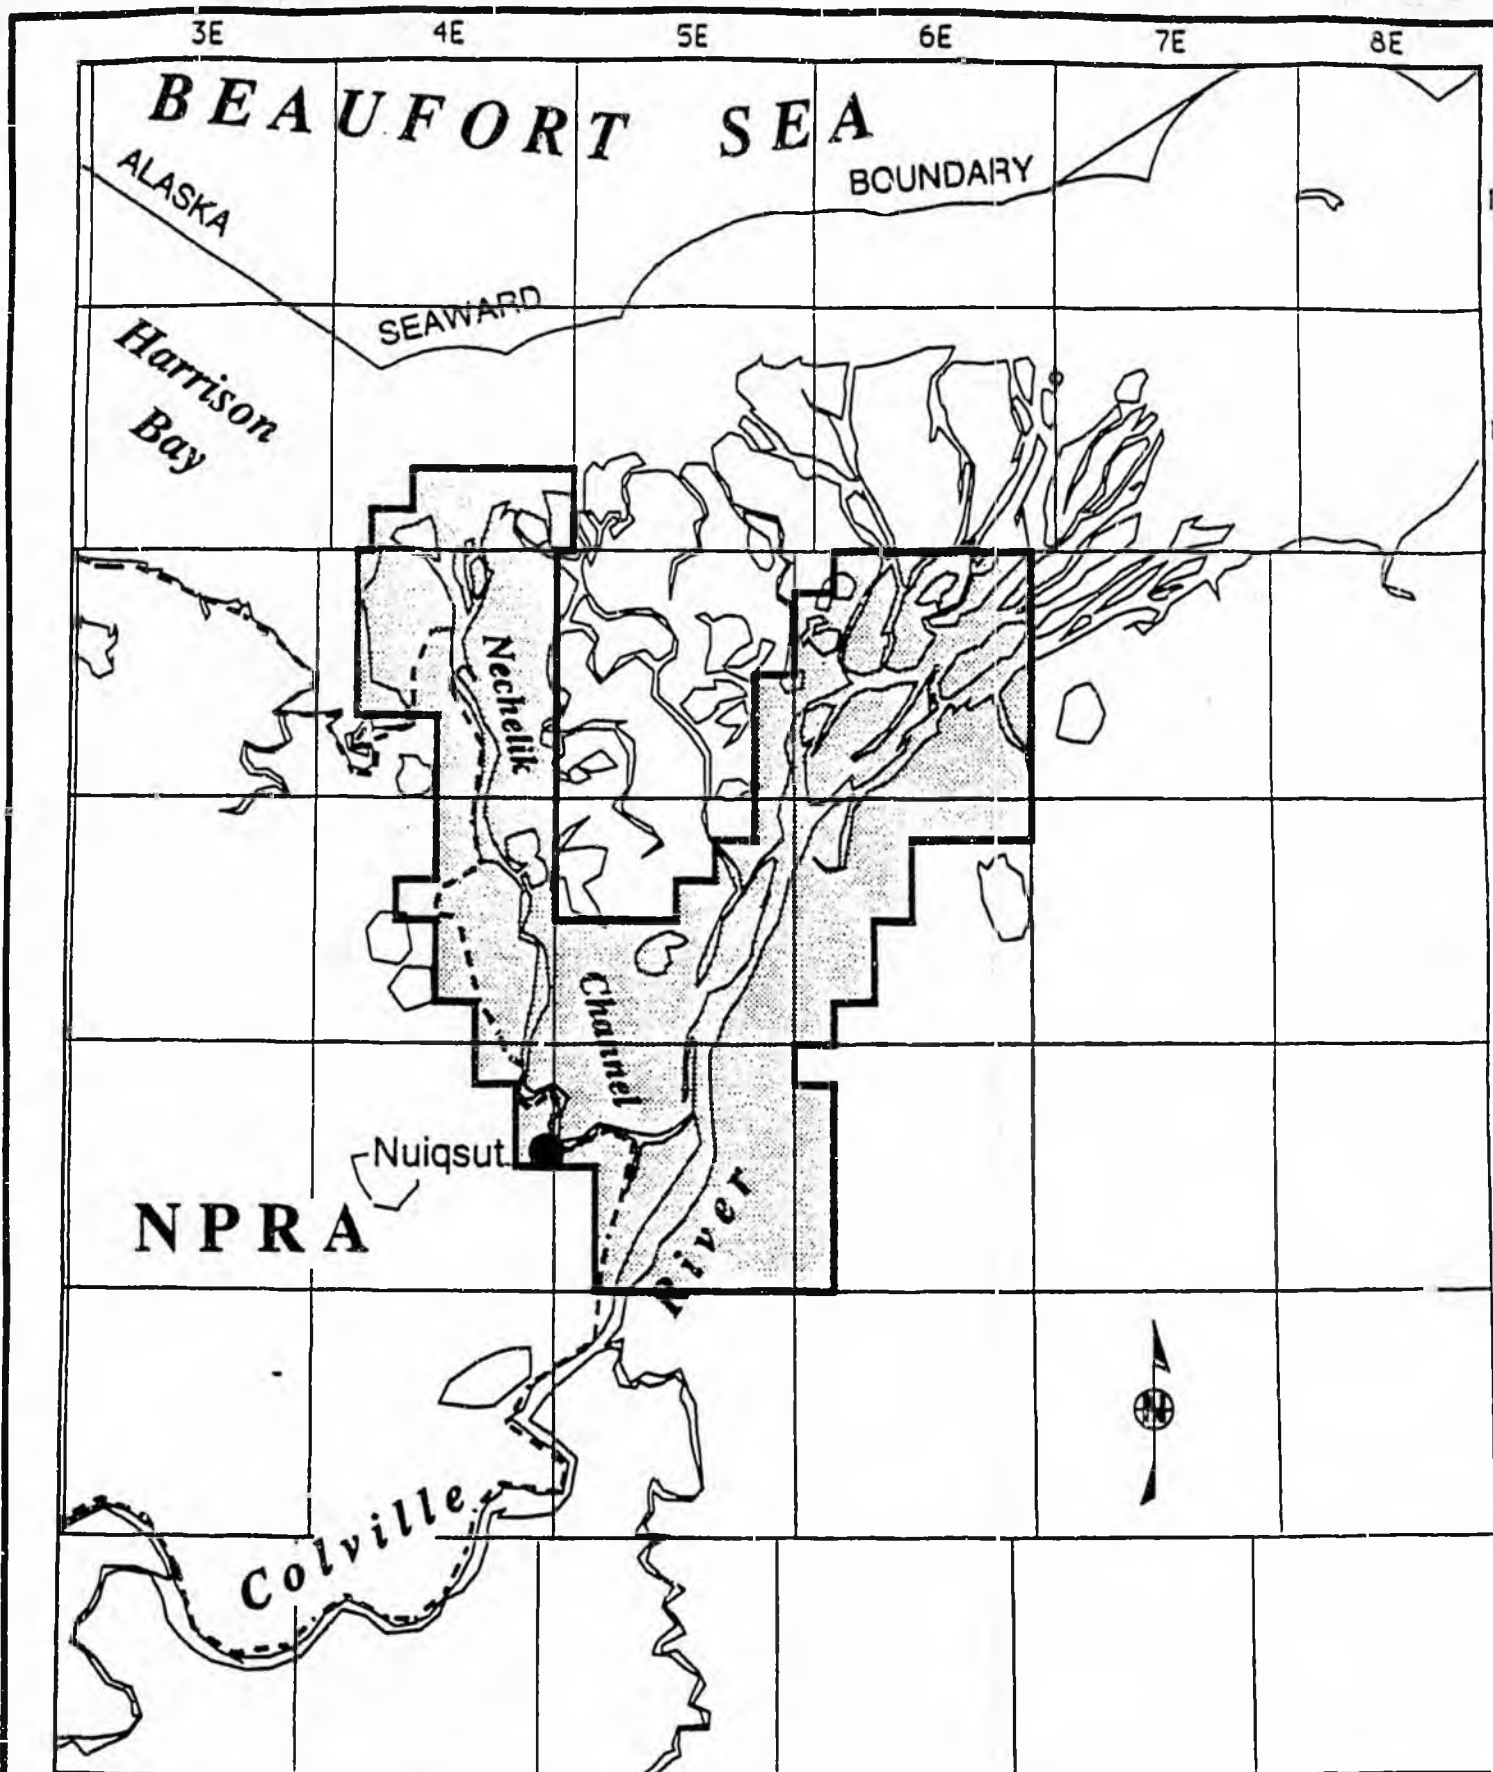 3E 4E 5E 6E 7E 8E
BEAUFORT SEA
ALASKA
BOUNDARY
SEAWARD
Harrison
Bay
Nechelik
Channel
Nuiqsut
NPRA
River
N
Colville